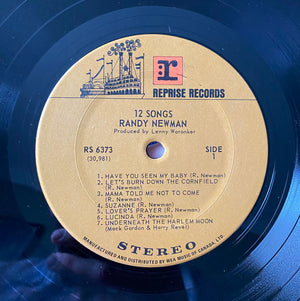 r
REPRISE RECORDS
12 SONGS
RANDY NEWMAN
Produced by Lenny Waronker
RS 6373
(30,981)
SIDE
1
1. HAVE YOU SEEN MY BABY (R. Newman)
2. LET'S BURN DOWN THE CORNFIELD
(R. Newman)
3. MAMA TOLD ME NOT TO COME
(R. Newman)
4. SUZANNE (R. Newman)
5. LOVER'S PRAYER (R. Newman)
6. LUCINDA (R. Newman)
7. UNDERNEATH THE HARLEM MOON
(Mack Gordon & Harry Revel)
STEREO
MANUFACTURED AND DISTRIBUTED BY WEA MUSIC OF CANADA, LTD.